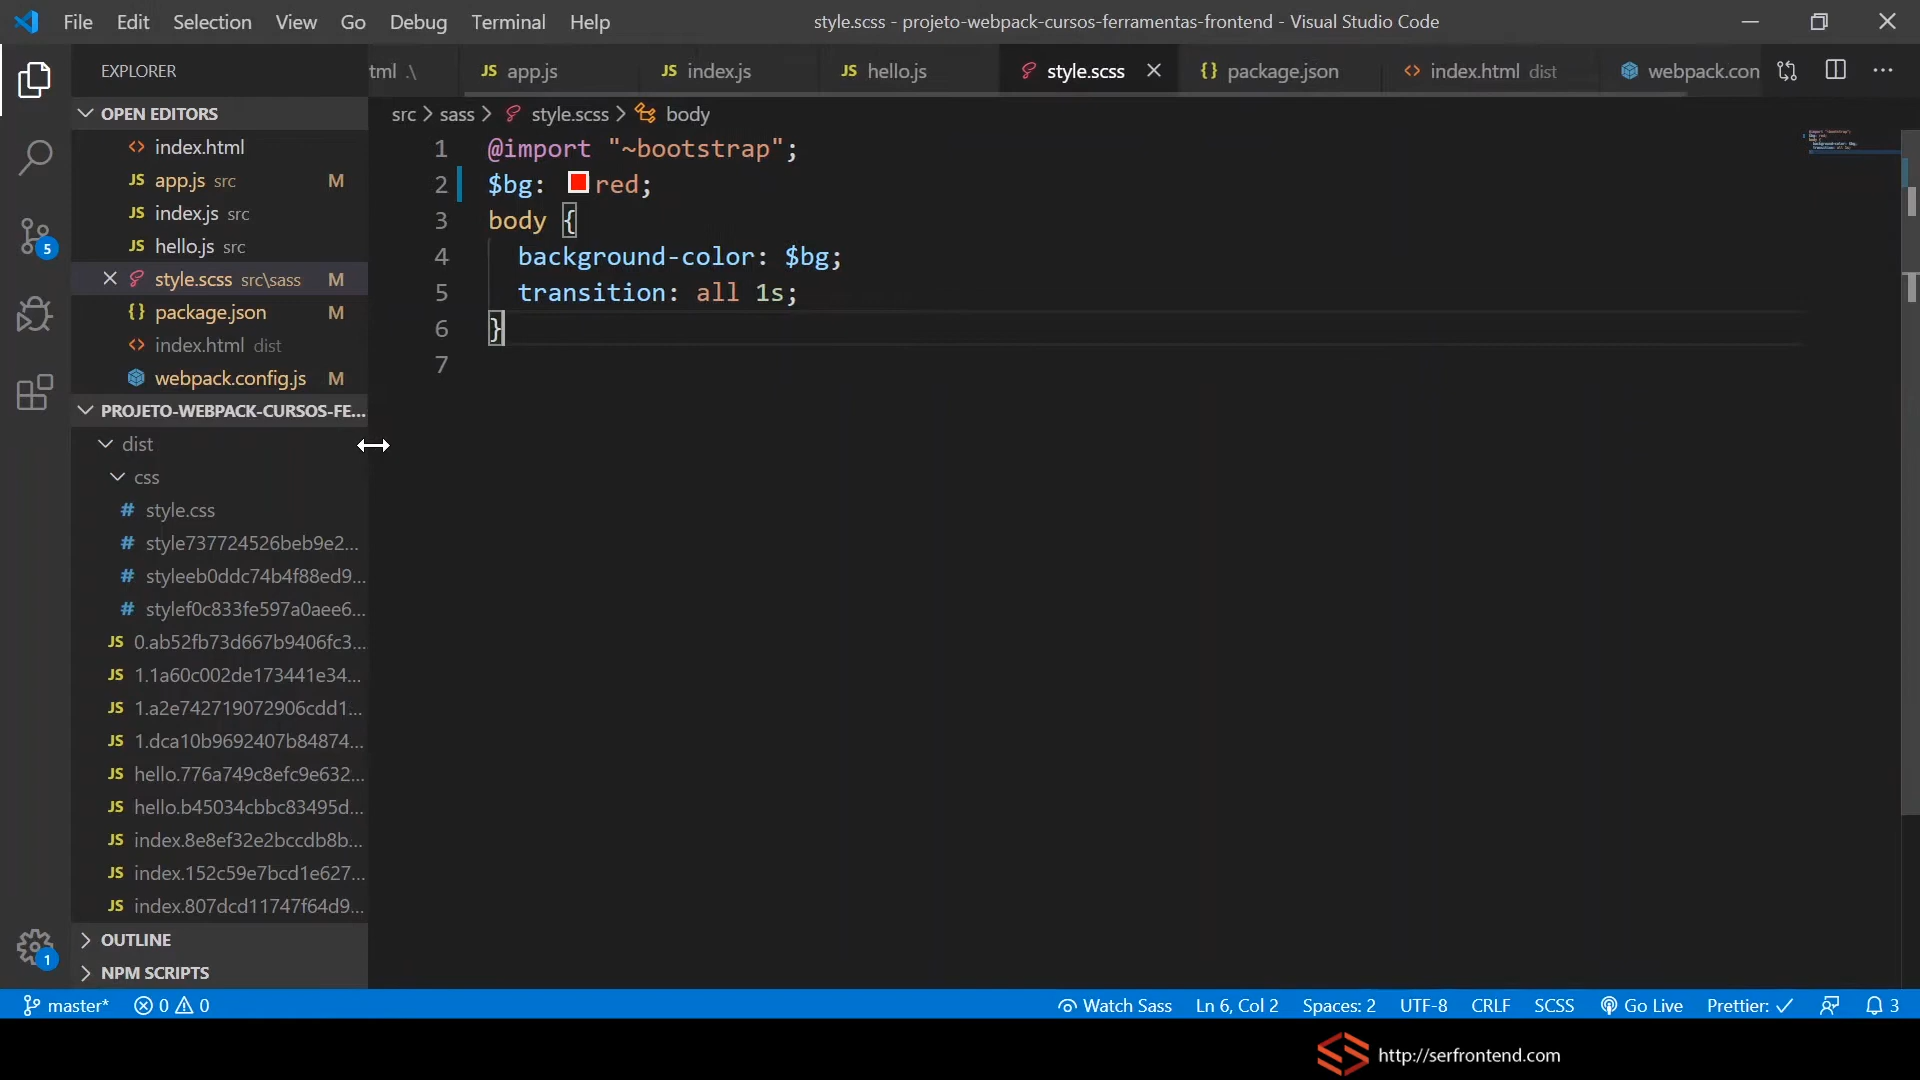 File Edit Selection View Go Debug Terminal Help
style.scss - projeto-webpack-cursos-ferramentas-frontend - Visual Studio Code
EXPLORER
tml .\ JS app.js JS index.js JS hello.js style.scss {} package.json <> index.html dist webpack.con
OPEN EDITORS
<> index.html
JS app.js src M
JS index.js src
JS hello.js src
style.scss src\sass M
{} package.json M
<> index.html dist
webpack.config.js M
PROJETO-WEBPACK-CURSOS-FE...
dist
css
# style.css
# style737724526beb9e2...
# styleeb0ddc74b4f88ed9...
# stylef0c833fe597a0aee6...
JS 0.ab52fb73d667b9406fc3...
JS 1.1a60c002de173441e34...
JS 1.a2e742719072906cdd1...
JS 1.dca10b9692407b84874...
JS hello.776a749c8efc9e632...
JS hello.b45034cbbc83495d...
JS index.8e8ef32e2bccdb8b...
JS index.152c59e7bcd1e627...
JS index.807dcd11747f64d9...
OUTLINE
NPM SCRIPTS
src > sass > style.scss > body
1 @import "~bootstrap";
2 $bg: red;
3 body {
4 background-color: $bg;
5 transition: all 1s;
6 }
7
5
1
master* 0 0
Watch Sass Ln 6, Col 2 Spaces: 2 UTF-8 CRLF SCSS Go Live Prettier: ✓ 3
http://serfrontend.com